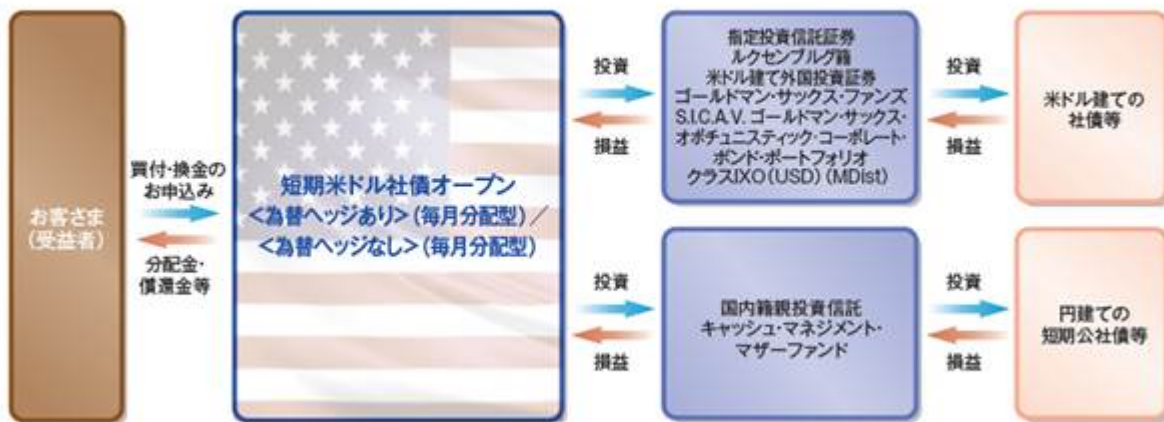 お客さま
(受益者)
買付・換金の
お申込み
分配金・
償還金等
短期米ドル社債オープン
<為替ヘッジあり>(毎月分配型)/
<為替ヘッジなし>(毎月分配型)
投資
損益
指定投資信託証券
ルクセンブルグ籍
米ドル建て外国投資証券
ゴールドマン・サックス・ファンズ
S.I.C.A.V. ゴールドマン・サックス・
オポチュニスティック・コーポレート・
ボンド・ポートフォリオ
クラスIXO(USD)(MDist)
投資
損益
米ドル建ての
社債等
投資
損益
国内籍親投資信託
キャッシュ・マネジメント・
マザーファンド
投資
損益
円建ての
短期公社債等